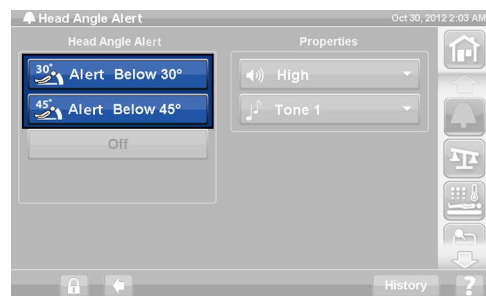 Head Angle Alert
Oct 30, 2012 2:03 AM
Head Angle Alert
Properties
30° Alert Below 30°
High
45° Alert Below 45°
Tone 1
Off
History
?